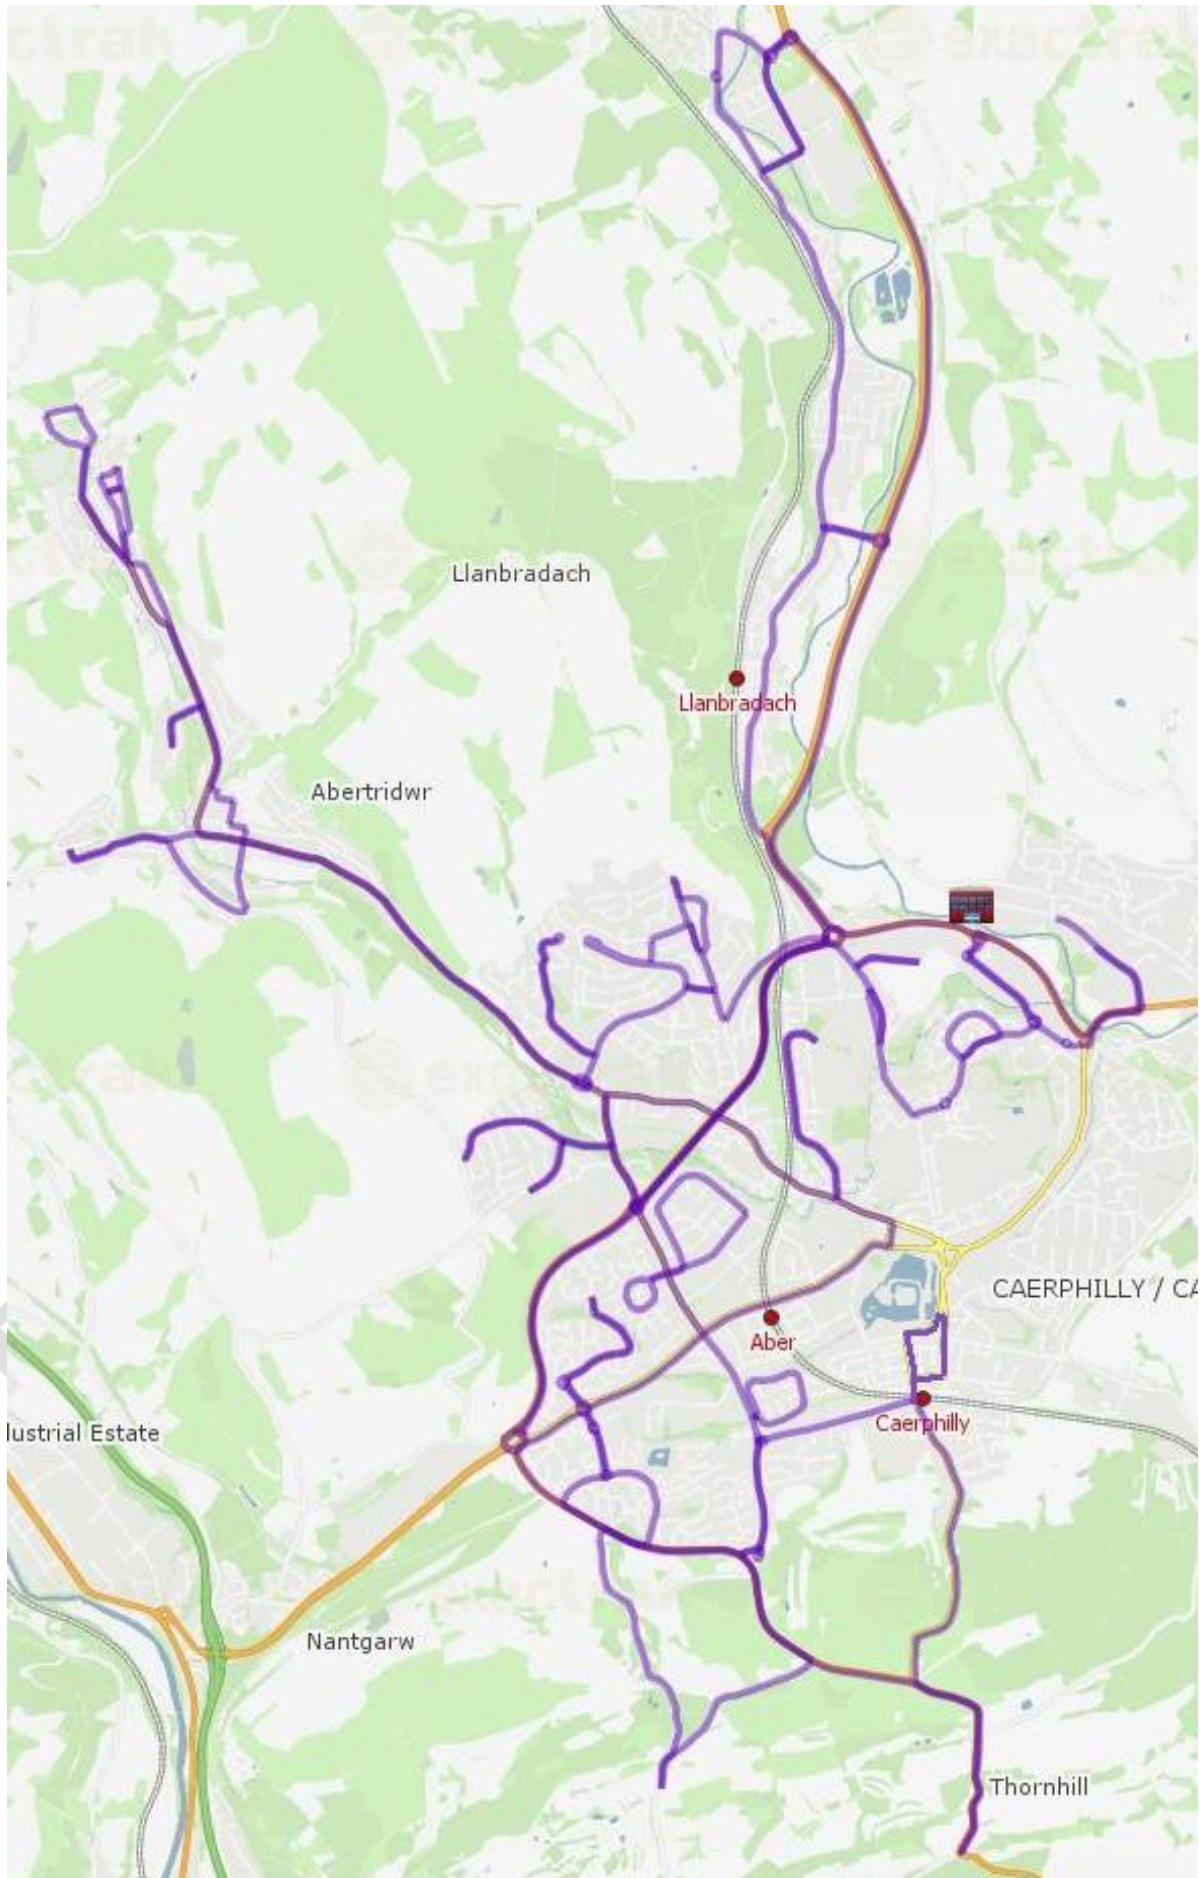 Llanbradach
Llanbradach
Abertridwr
CAERPHILLY / CA
Aber
Caerphilly
lustrial Estate
Nantgarw
Thornhill